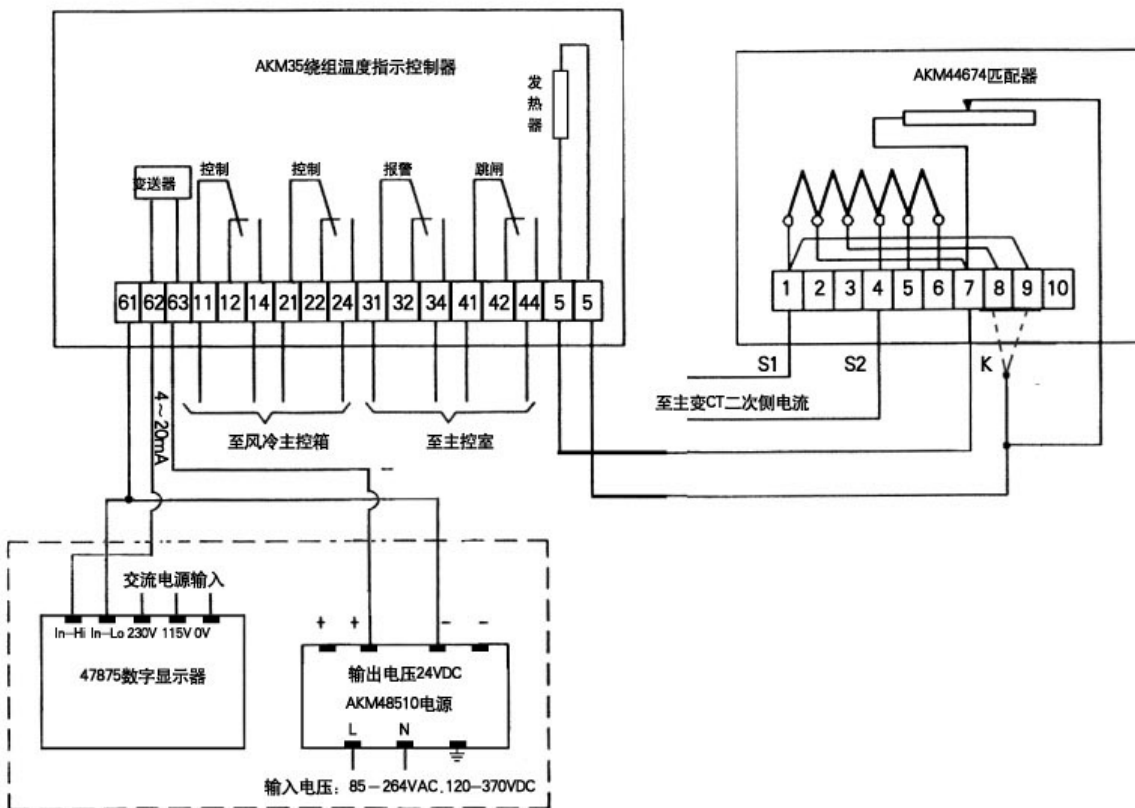 AKM35绕组温度指示控制器
AKM44674匹配器
发热器
变送器
控制
控制
报警
跳闸
61 62 63 11 12 14 21 22 24 31 32 34 41 42 44 5 5
1 2 3 4 5 6 7 8 9 10
S1 S2 K
至主变CT二次侧电流
4～20mA
至风冷主控箱
至主控室
–
交流电源输入
In-Hi In-Lo 230V 115V 0V
47875数字显示器
+ + – –
输出电压24VDC
AKM48510电源
L N
输入电压：85－264VAC.120-370VDC